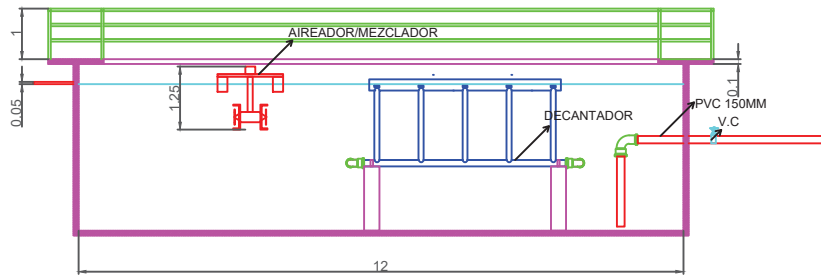 AIREADOR/MEZCLADOR
1
0.05
1.25
0.1
PVC 150MM
V.C
DECANTADOR
12